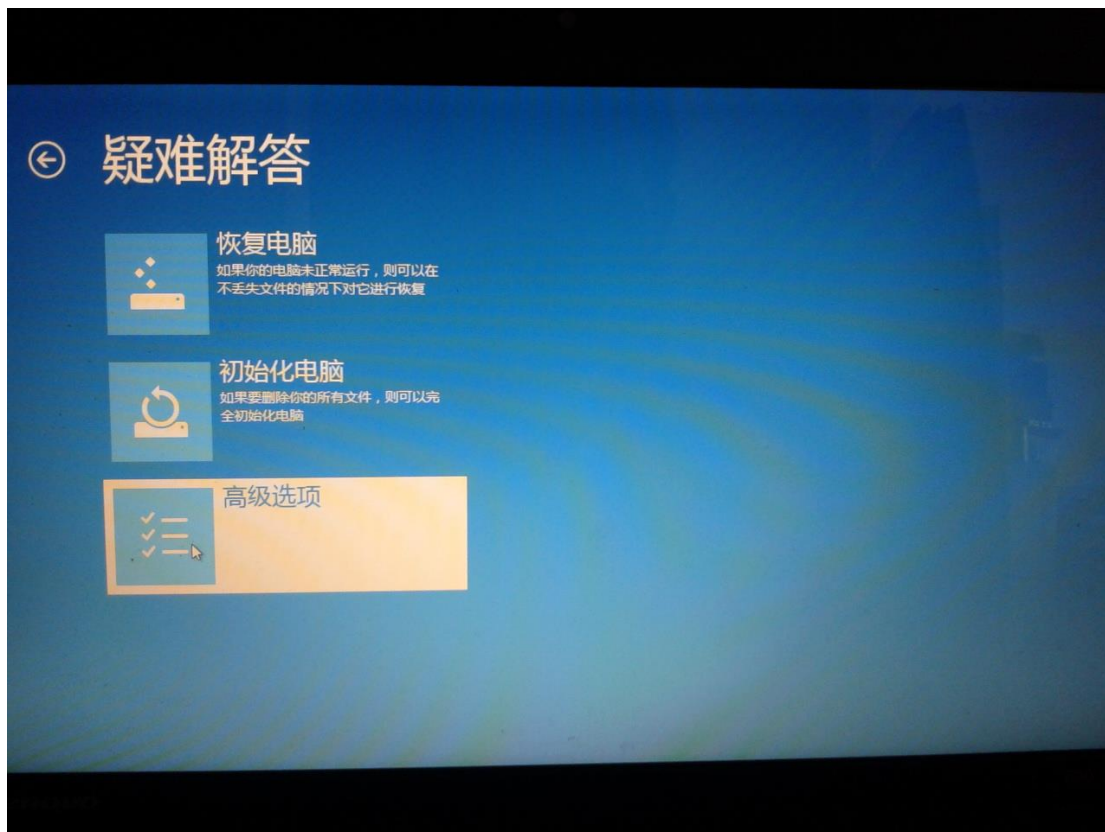 疑难解答
恢复电脑
如果你的电脑未正常运行，则可以在
不丢失文件的情况下对它进行恢复
初始化电脑
如果要删除你的所有文件，则可以完
全初始化电脑
高级选项